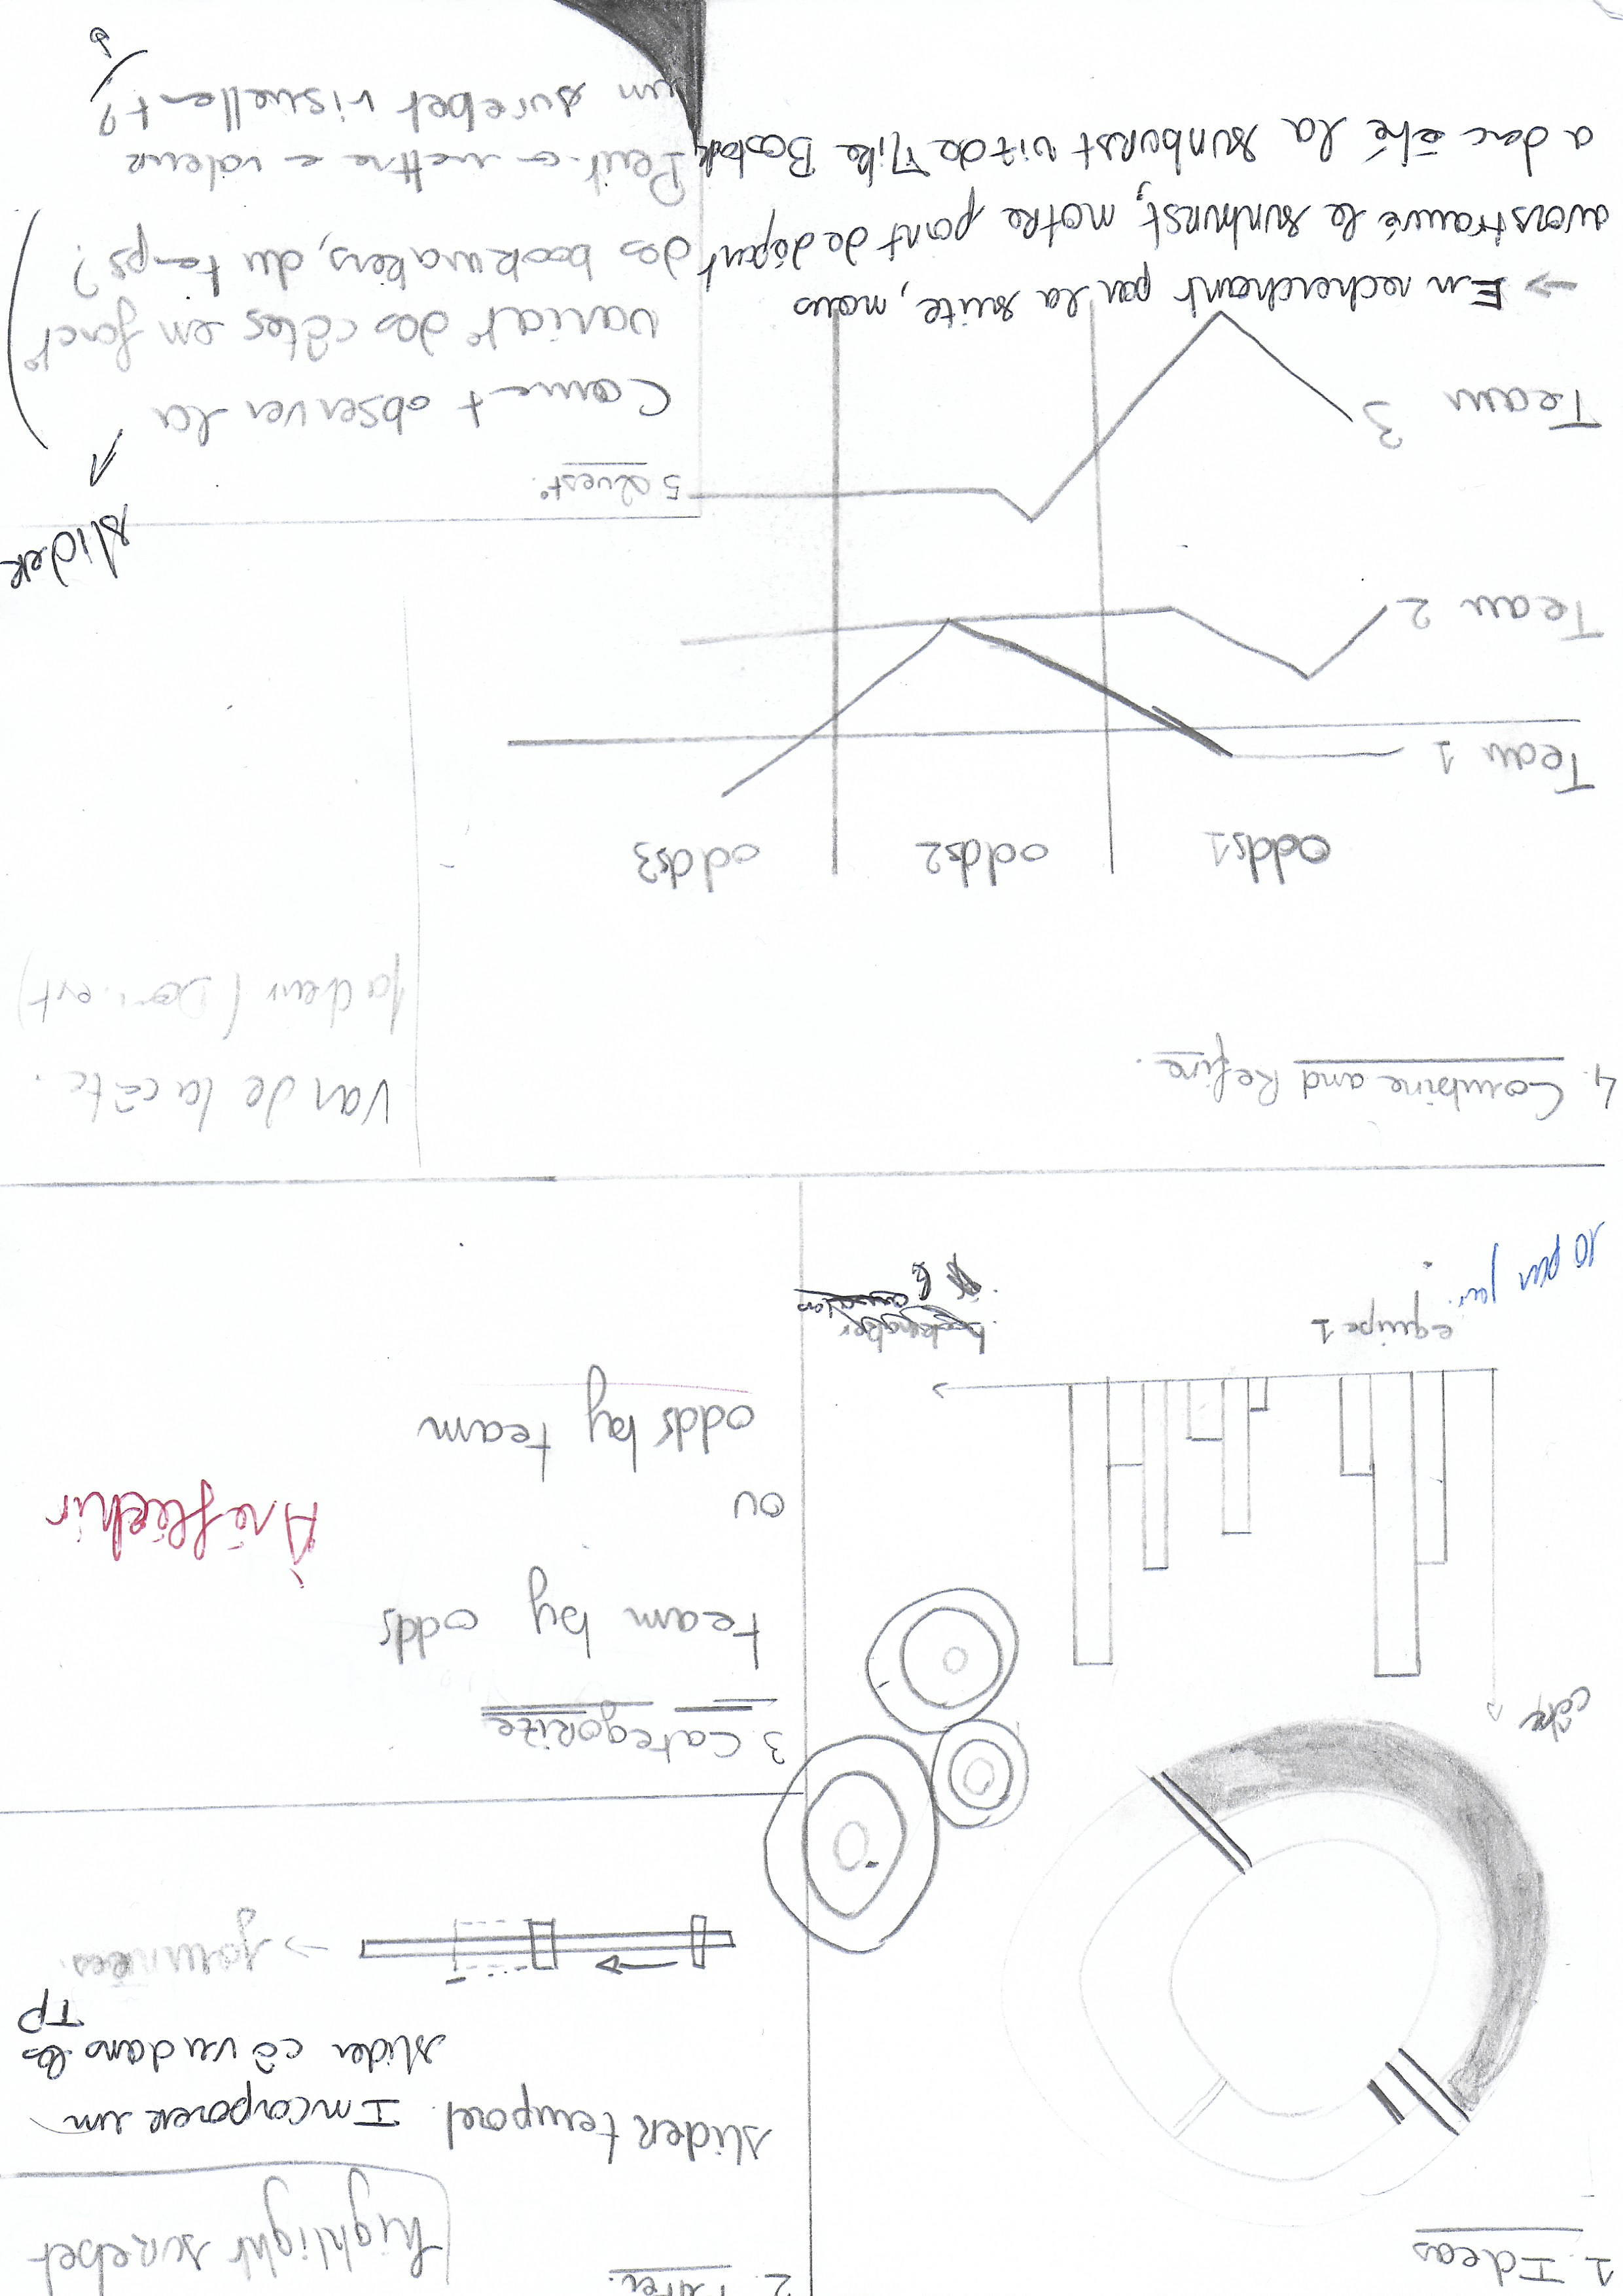 1. Ideas
côte
equipe 1
bookmaker
10 par jour.
2. Filter.
highlight surebet
slider temporel. Incorporer un
slider cô vu dans les
TP
→ journées.
3. Categorize
team by odds
ou
odds by team
À réfléchir
4. Combine and Refine.
Var de la côte.
facteur (Dom. ext)
odds1 odds2 odds3
Team 1
Team 2
Team 3
→ En recherchant par la suite, nous
avons trouvé le sunburst, notre point de départ
a donc été la sunburst viz de Mike Bostock
slider
5 Quest°.
Comment observer la
variat° des côtes en fonct°
des bookmakers, du temps?
Peut-on mettre en valeur
un surebet visuellement?